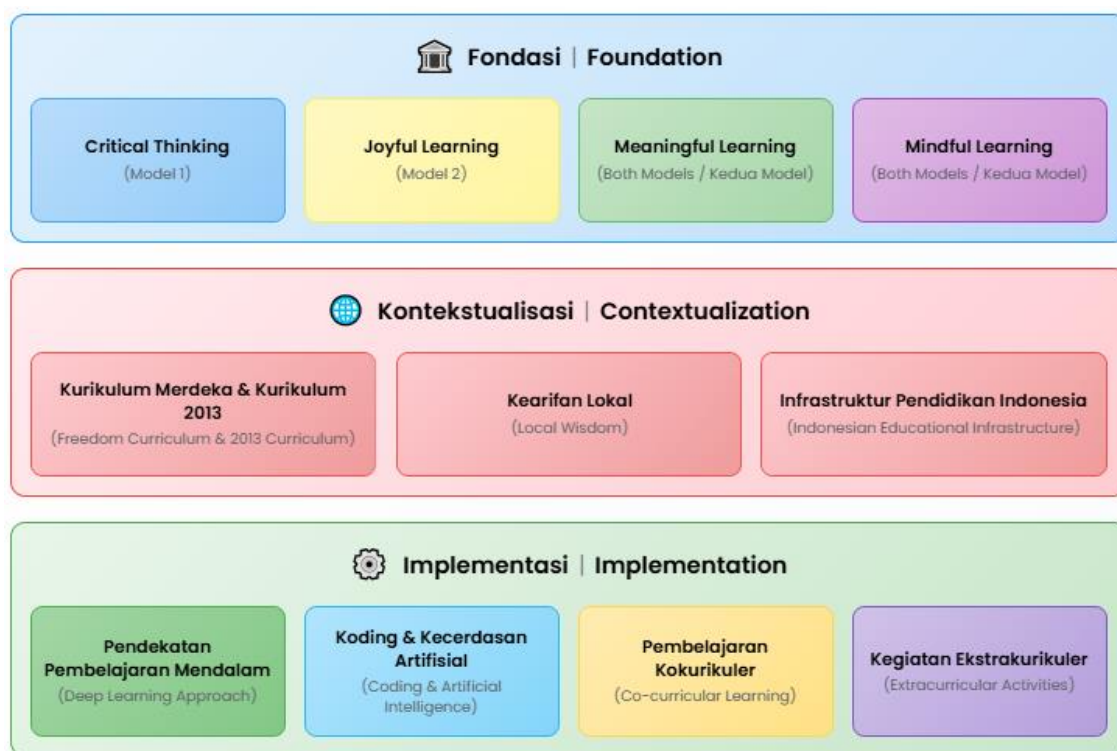 Fondasi | Foundation
Critical Thinking
(Model 1)
Joyful Learning
(Model 2)
Meaningful Learning
(Both Models / Kedua Model)
Mindful Learning
(Both Models / Kedua Model)
Kontekstualisasi | Contextualization
Kurikulum Merdeka & Kurikulum
2013
(Freedom Curriculum & 2013 Curriculum)
Kearifan Lokal
(Local Wisdom)
Infrastruktur Pendidikan Indonesia
(Indonesian Educational Infrastructure)
Implementasi | Implementation
Pendekatan
Pembelajaran Mendalam
(Deep Learning Approach)
Koding & Kecerdasan
Artifisial
(Coding & Artificial
Intelligence)
Pembelajaran
Kokurikuler
(Co-curricular Learning)
Kegiatan Ekstrakurikuler
(Extracurricular Activities)